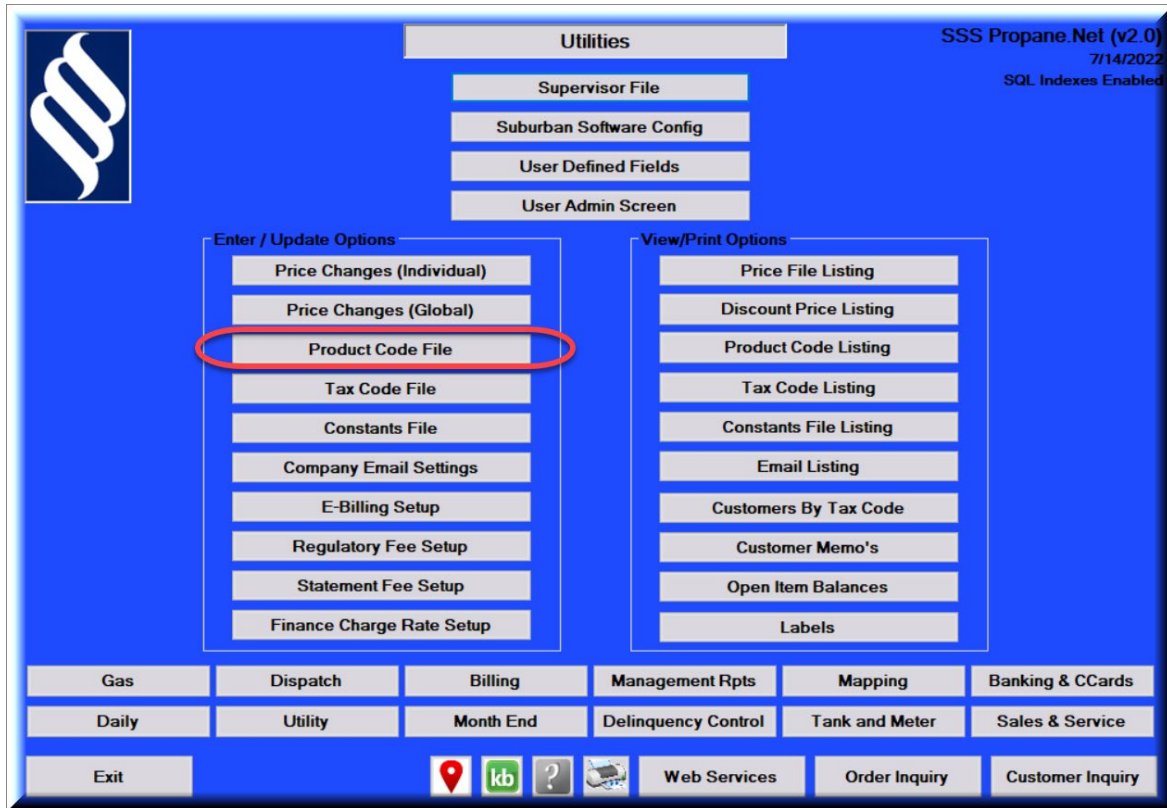 Utilities
SSS Propane.Net (v2.0)
7/14/2022
SQL Indexes Enabled
Supervisor File
Suburban Software Config
User Defined Fields
User Admin Screen
Enter / Update Options
Price Changes (Individual)
Price Changes (Global)
Product Code File
Tax Code File
Constants File
Company Email Settings
E-Billing Setup
Regulatory Fee Setup
Statement Fee Setup
Finance Charge Rate Setup
View/Print Options
Price File Listing
Discount Price Listing
Product Code Listing
Tax Code Listing
Constants File Listing
Email Listing
Customers By Tax Code
Customer Memo's
Open Item Balances
Labels
Gas Dispatch Billing Management Rpts Mapping Banking & CCards
Daily Utility Month End Delinquency Control Tank and Meter Sales & Service
Exit kb ? Web Services Order Inquiry Customer Inquiry